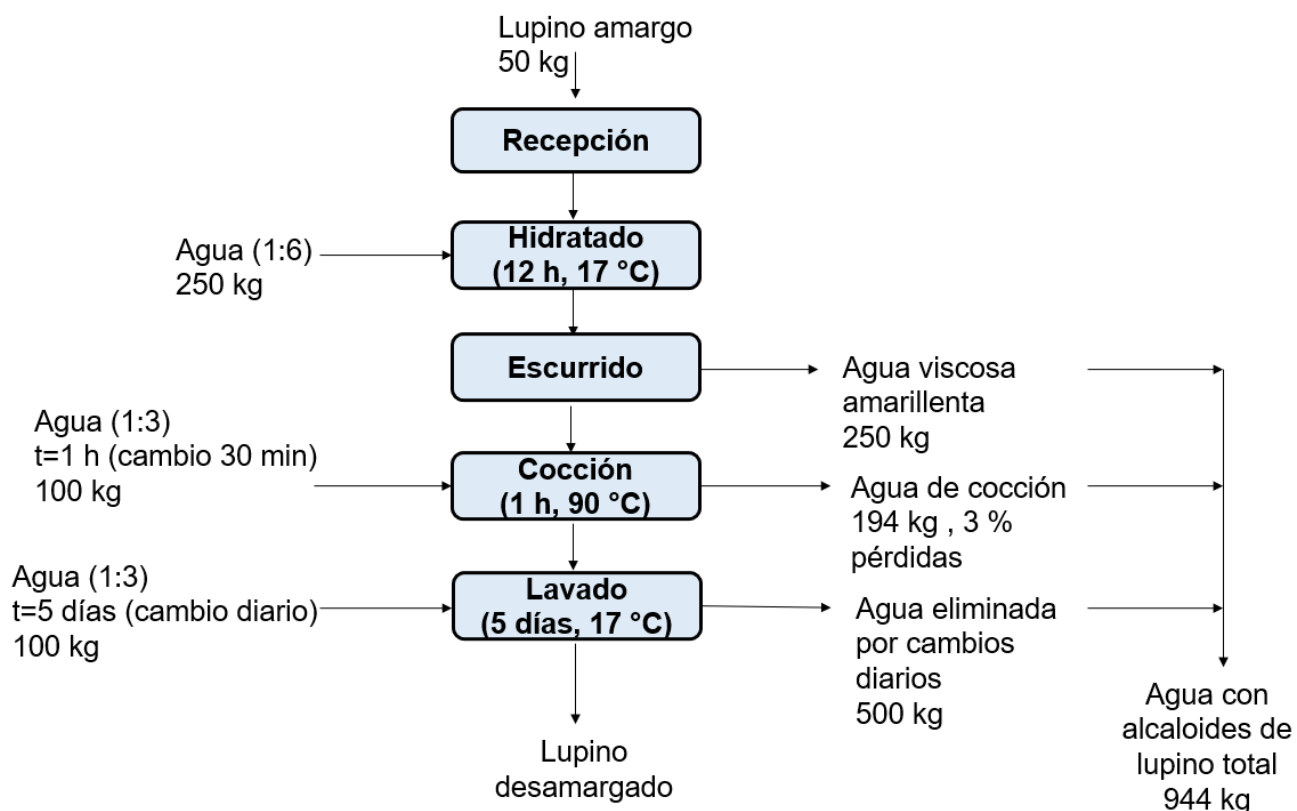 Lupino amargo
50 kg
Recepción
Agua (1:6)
250 kg
Hidratado
(12 h, 17 °C)
Escurrido
Agua viscosa
amarillenta
250 kg
Agua (1:3)
t=1 h (cambio 30 min)
100 kg
Cocción
(1 h, 90 °C)
Agua de cocción
194 kg , 3 %
pérdidas
Agua (1:3)
t=5 días (cambio diario)
100 kg
Lavado
(5 días, 17 °C)
Agua eliminada
por cambios
diarios
500 kg
Lupino
desamargado
Agua con
alcaloides de
lupino total
944 kg